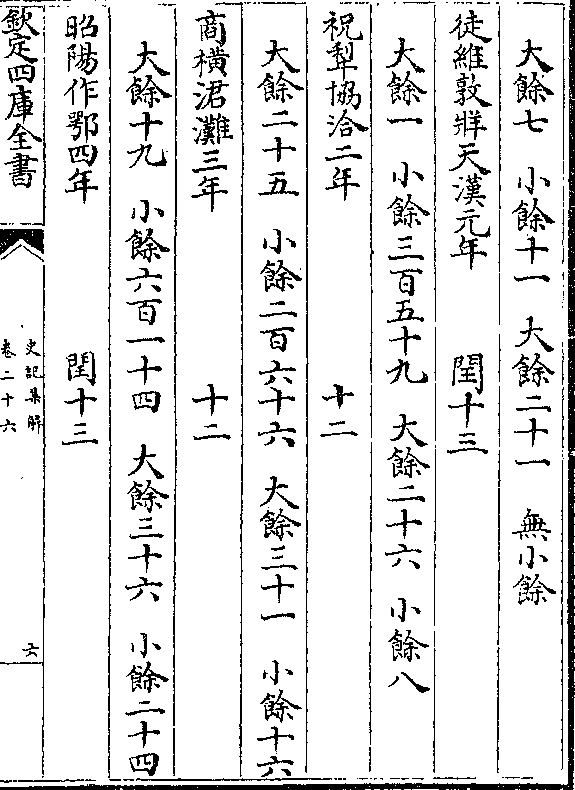 大餘七　小餘十一　大餘二十一　無小餘
徒維敦牂天漢元年　閏十三
大餘一　小餘三百五十九　大餘二十六　小餘八
祝犁協洽二年　十二
大餘二十五　小餘二百六十六　大餘三十一　小餘十六
商橫涒灘三年　十二
大餘十九　小餘六百一十四　大餘三十六　小餘二十四
昭陽作鄂四年　閏十三
欽定四庫全書
史記集解
卷二十六
六